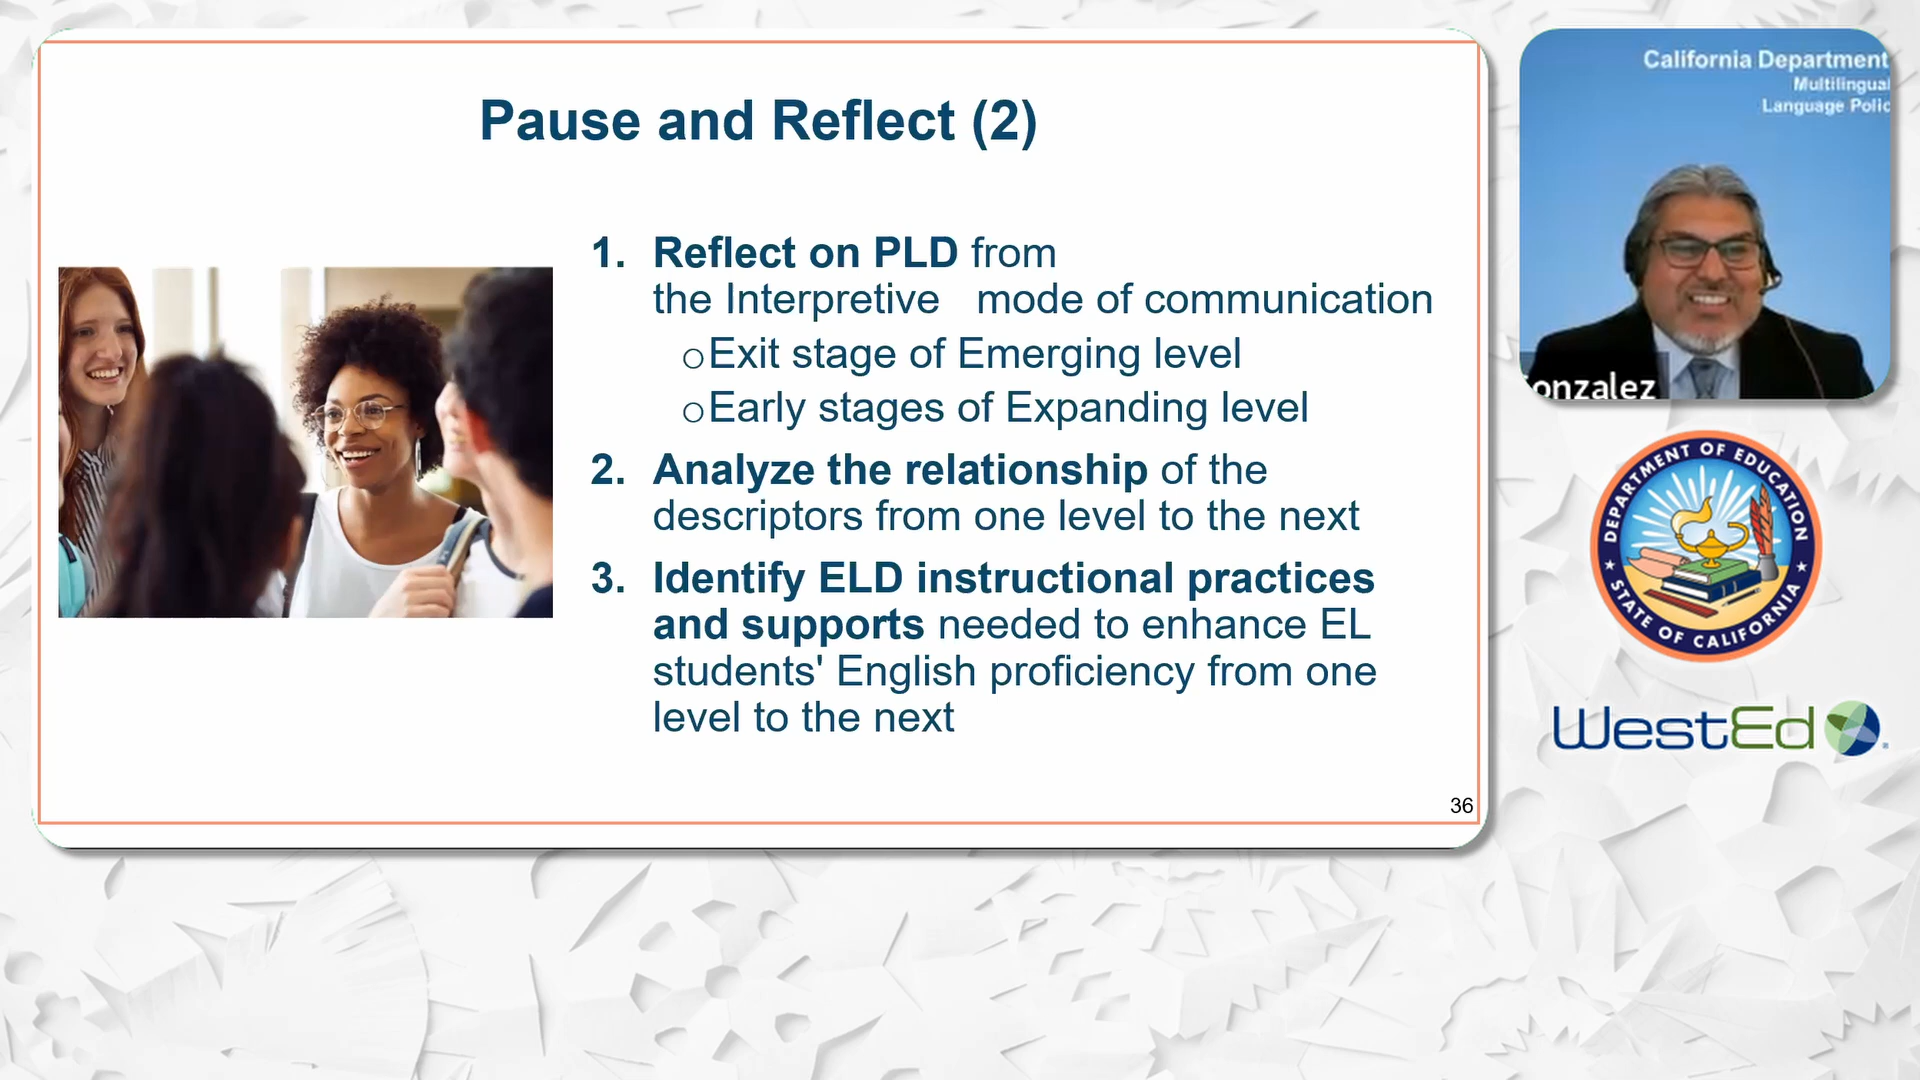 Pause and Reflect (2)
1. Reflect on PLD from
the Interpretive mode of communication
oExit stage of Emerging level
oEarly stages of Expanding level
2. Analyze the relationship of the
descriptors from one level to the next
3. Identify ELD instructional practices
and supports needed to enhance EL
students' English proficiency from one
level to the next
36
California Department
Multilingual
Language Polic
onzalez
DEPARTMENT OF EDUCATION
STATE OF CALIFORNIA
WestEd